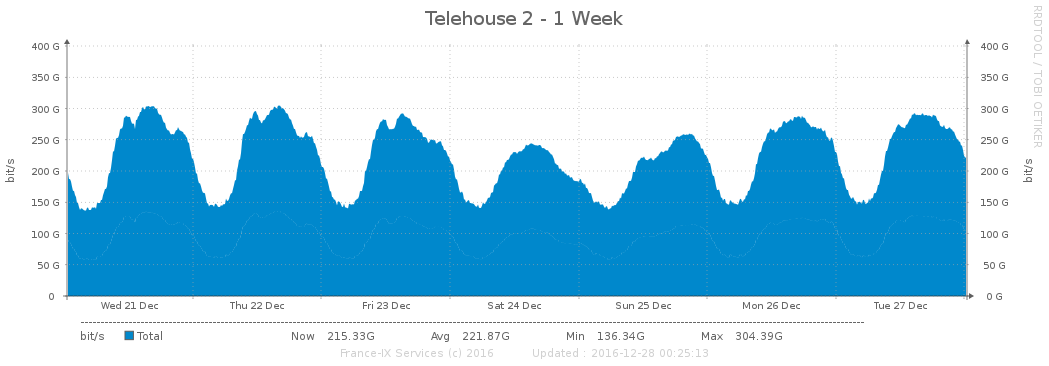 Telehouse 2 - 1 Week
RRDTOOL / TOBI OETIKER
bit/s
400 G 400 G
350 G 350 G
300 G 300 G
250 G 250 G
200 G 200 G
150 G 150 G
100 G 100 G
50 G 50 G
0 0 G
bit/s
Wed 21 Dec Thu 22 Dec Fri 23 Dec Sat 24 Dec Sun 25 Dec Mon 26 Dec Tue 27 Dec
bit/s Total Now 215.33G Avg 221.87G Min 136.34G Max 304.39G
France-IX Services (c) 2016 Updated : 2016-12-28 00:25:13